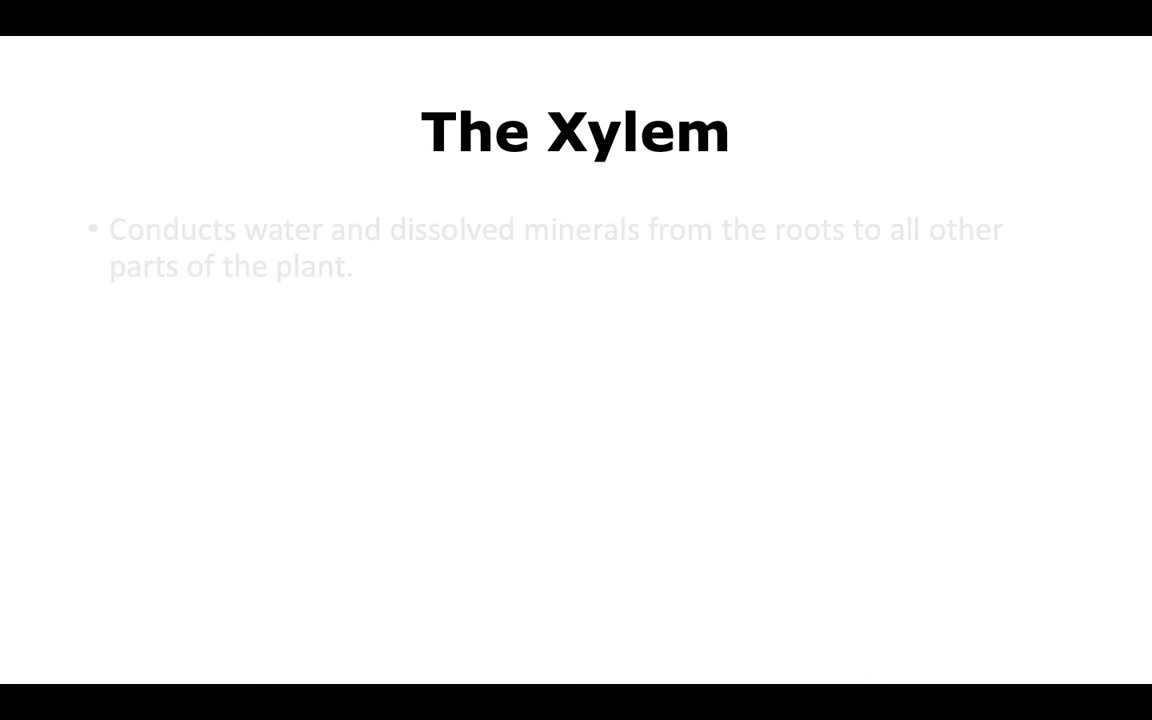 The Xylem
• Conducts water and dissolved minerals from the roots to all other
parts of the plant.